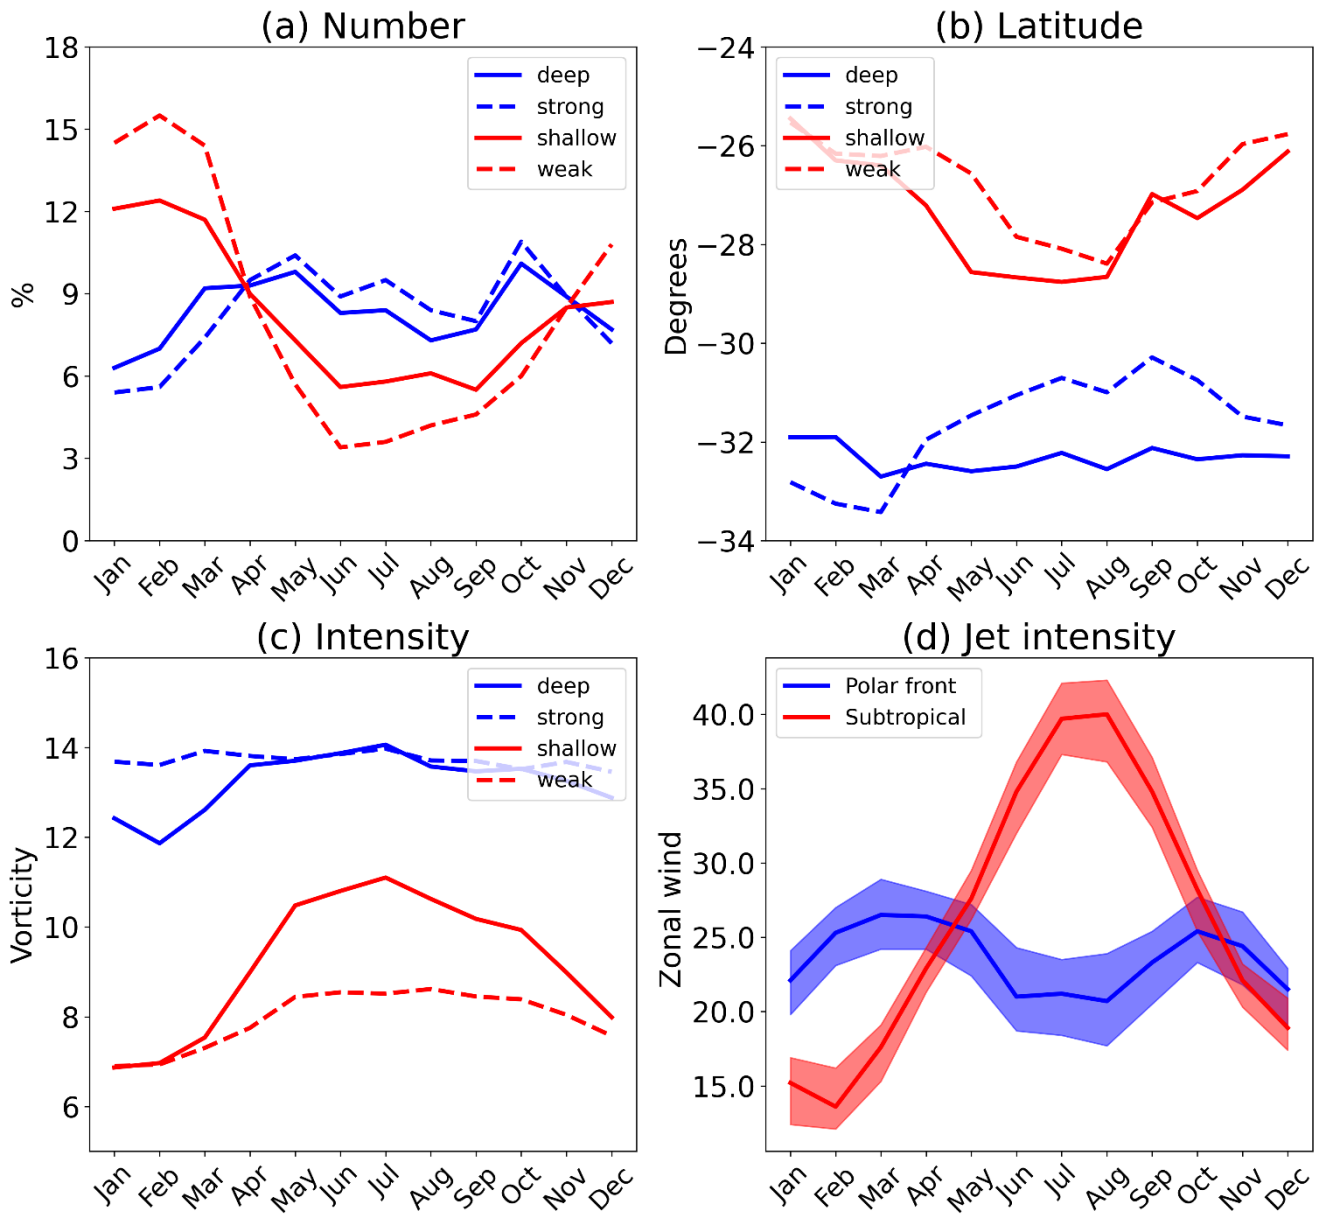 (a) Number
18
15
12
9
6
3
0
%
deep
strong
shallow
weak
Jan Feb Mar Apr May Jun Jul Aug Sep Oct Nov Dec
(b) Latitude
−24
−26
−28
−30
−32
−34
Degrees
deep
strong
shallow
weak
Jan Feb Mar Apr May Jun Jul Aug Sep Oct Nov Dec
(c) Intensity
16
14
12
10
8
6
Vorticity
deep
strong
shallow
weak
Jan Feb Mar Apr May Jun Jul Aug Sep Oct Nov Dec
(d) Jet intensity
40.0
35.0
30.0
25.0
20.0
15.0
Zonal wind
Polar front
Subtropical
Jan Feb Mar Apr May Jun Jul Aug Sep Oct Nov Dec